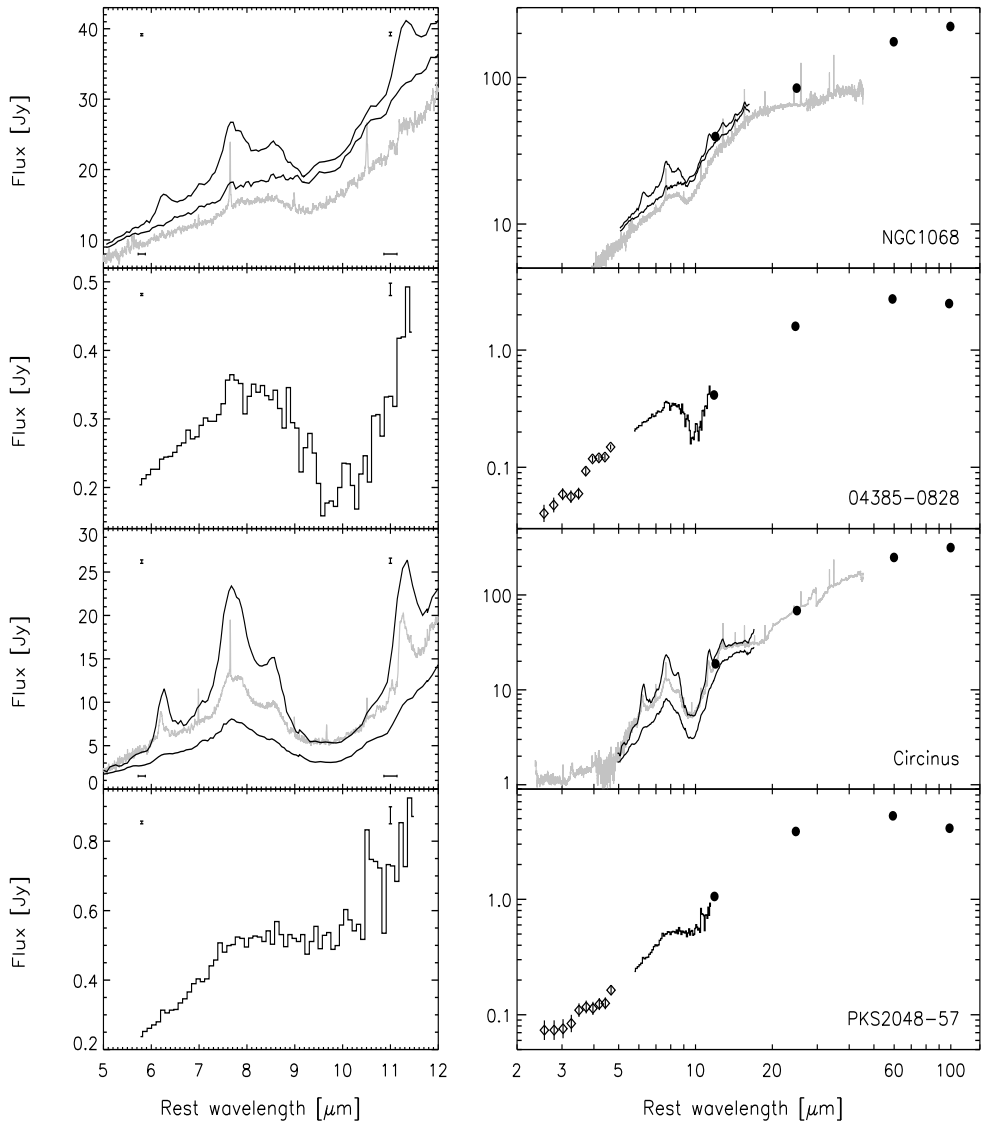 Flux [Jy]
40
30
20
10
100
10
NGC1068
Flux [Jy]
0.5
0.4
0.3
0.2
1.0
0.1
04385-0828
Flux [Jy]
30
25
20
15
10
5
0
100
10
1
Circinus
Flux [Jy]
0.8
0.6
0.4
0.2
1.0
0.1
PKS2048-57
5 6 7 8 9 10 11 12
2 3 5 10 20 60 100
Rest wavelength [μm]
Rest wavelength [μm]